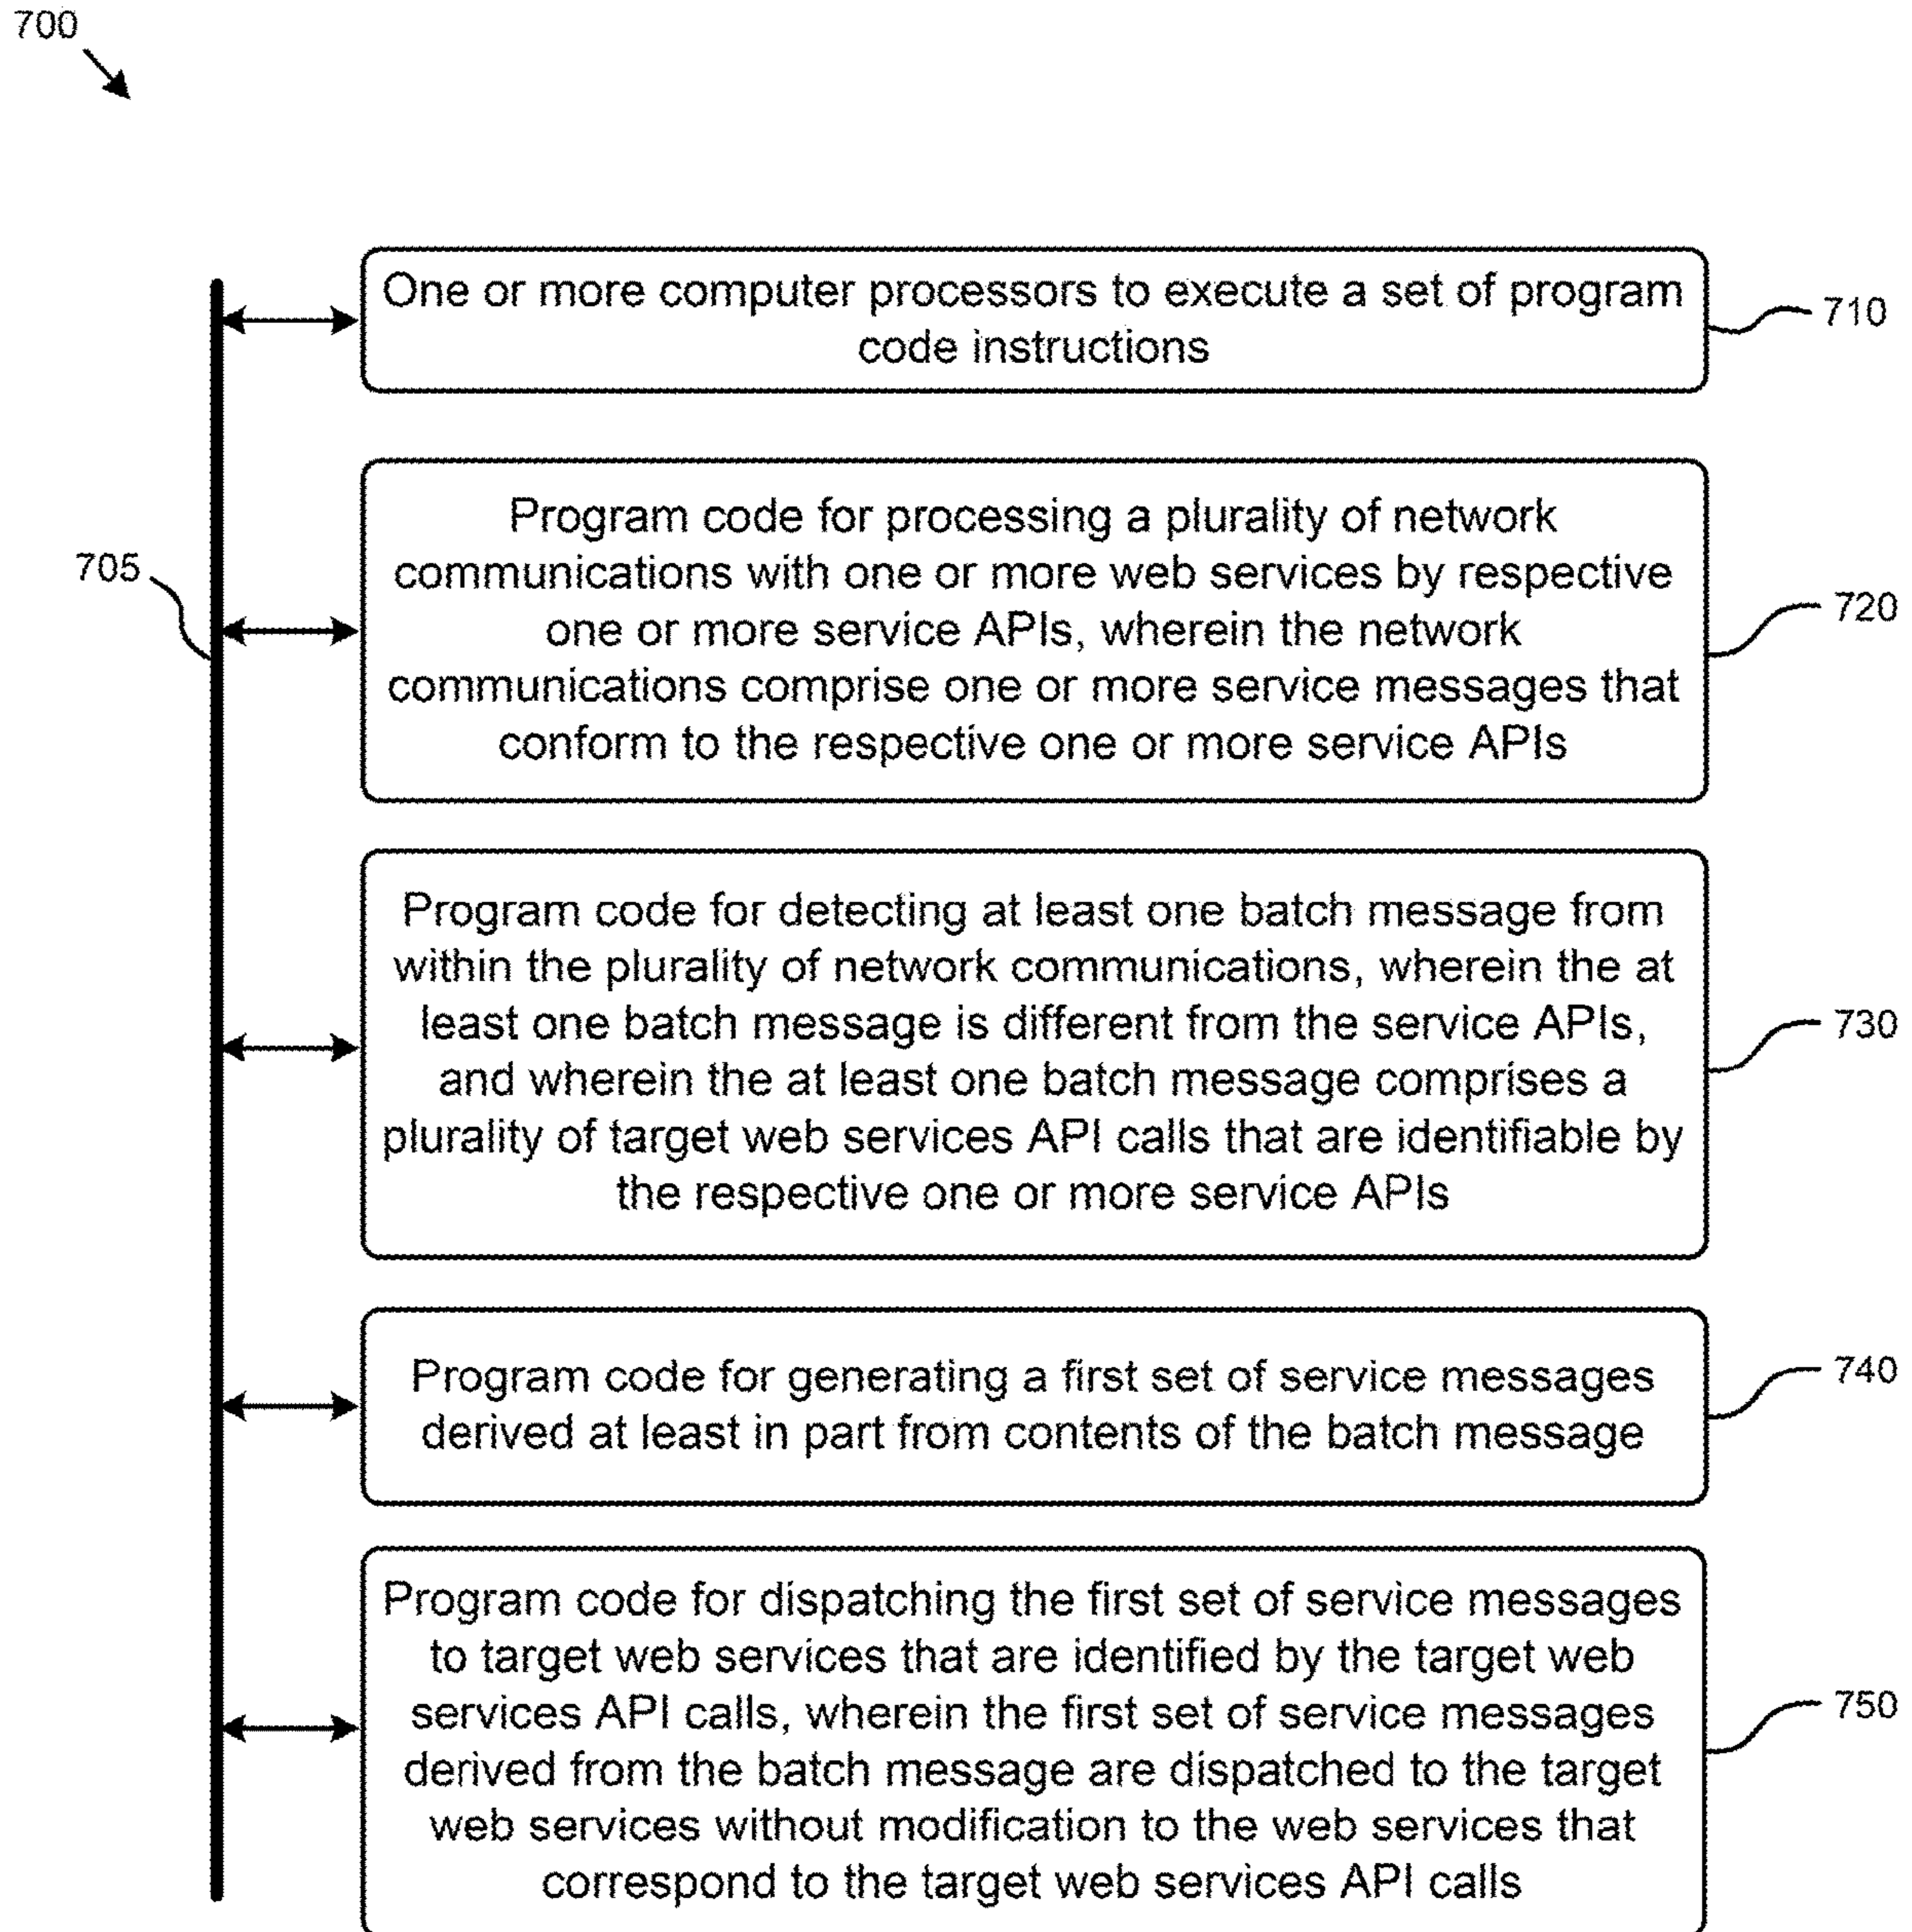 700
One or more computer processors to execute a set of program
code instructions
710
Program code for processing a plurality of network
communications with one or more web services by respective
one or more service APIs, wherein the network
communications comprise one or more service messages that
conform to the respective one or more service APIs
705
720
Program code for detecting at least one batch message from
within the plurality of network communications, wherein the at
least one batch message is different from the service APIs,
and wherein the at least one batch message comprises a
plurality of target web services API calls that are identifiable by
the respective one or more service APIs
730
Program code for generating a first set of service messages
derived at least in part from contents of the batch message
740
Program code for dispatching the first set of service messages
to target web services that are identified by the target web
services API calls, wherein the first set of service messages
derived from the batch message are dispatched to the target
web services without modification to the web services that
correspond to the target web services API calls
750